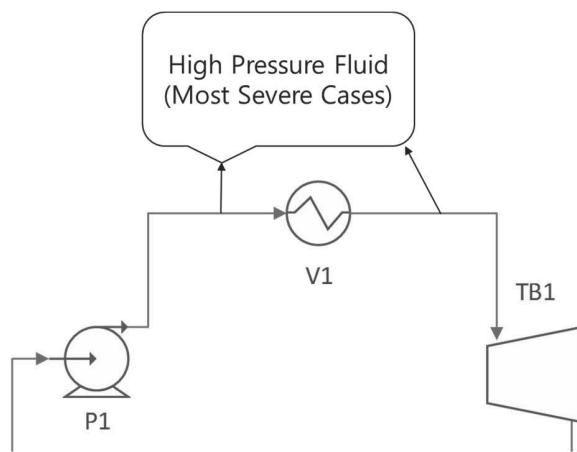 High Pressure Fluid
(Most Severe Cases)
V1
TB1
P1